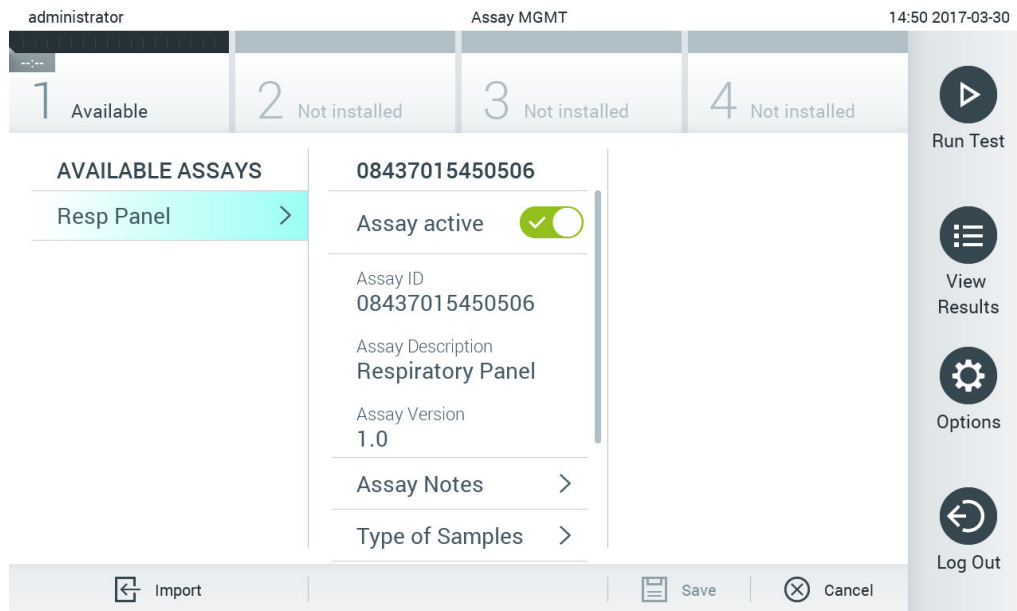 administrator
Assay MGMT
14:50 2017-03-30
--:--
1 Available
2 Not installed
3 Not installed
4 Not installed
Run Test
AVAILABLE ASSAYS
Resp Panel
08437015450506
Assay active
Assay ID
08437015450506
Assay Description
Respiratory Panel
Assay Version
1.0
Assay Notes
Type of Samples
View
Results
Options
Log Out
Import
Save
Cancel